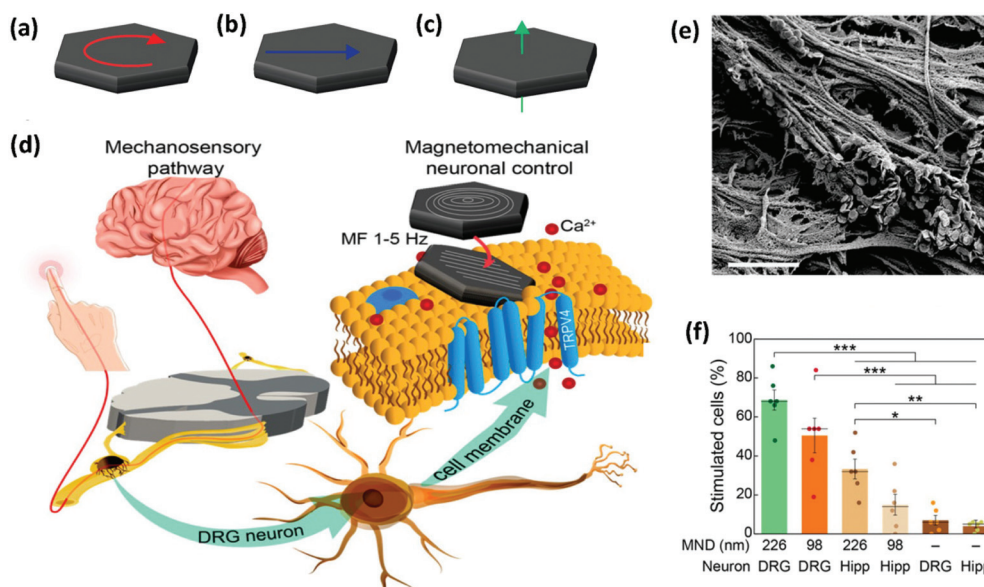 (a)
(b)
(c)
(d)
Mechanosensory
pathway
DRG neuron
cell membrane
Magnetomechanical
neuronal control
MF 1-5 Hz
Ca²⁺
TRPV4
(e)
(f)
Stimulated cells (%)
100
80
60
40
20
0
***
***
**
*
MND (nm) 226 98 226 98 – –
Neuron DRG DRG Hipp Hipp DRG Hipp